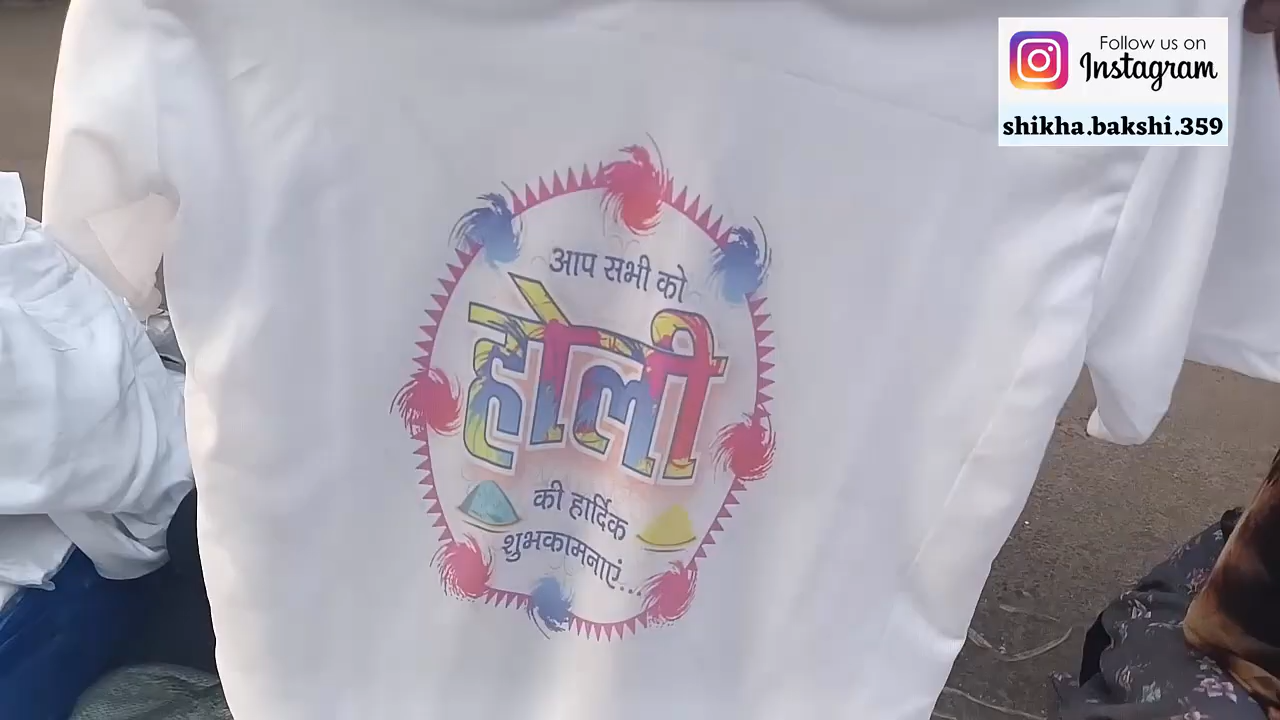 Follow us on
Instagram
shikha.bakshi.359
आप सभी को
होली
की हार्दिक
शुभकामनाएं...